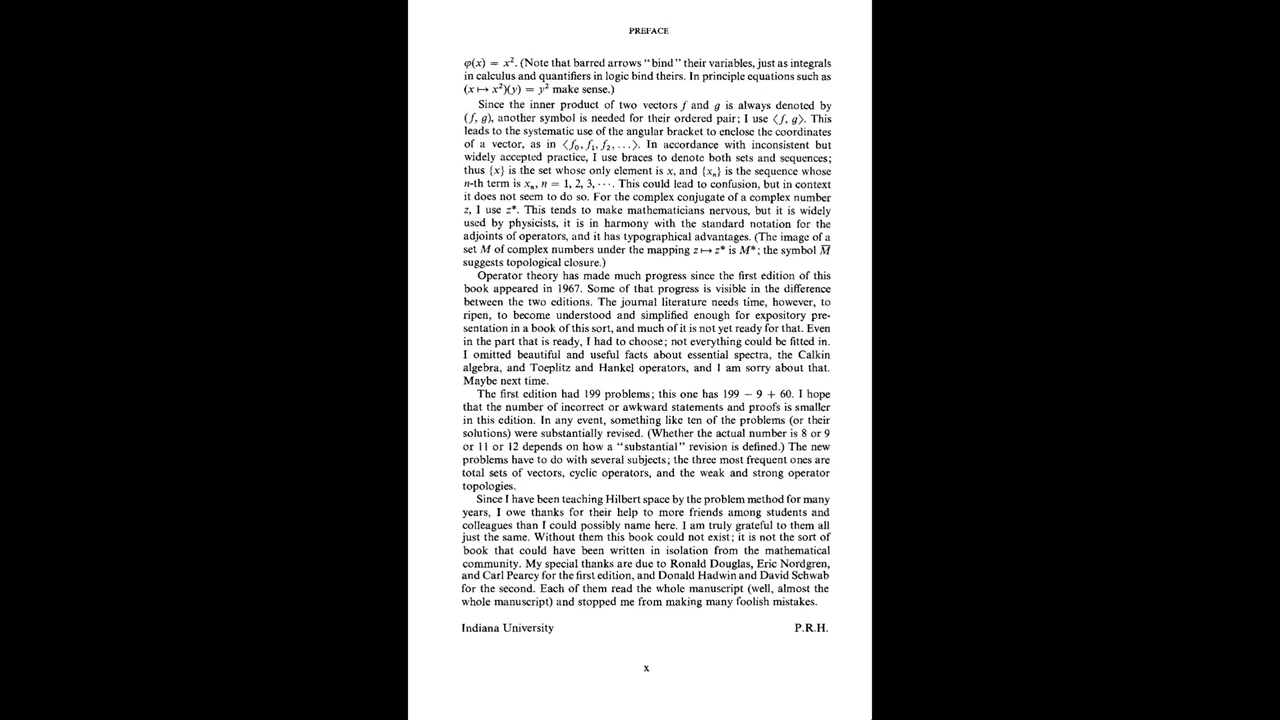 PREFACE
φ(x) = x². (Note that barred arrows "bind" their variables, just as integrals
in calculus and quantifiers in logic bind theirs. In principle equations such as
(x ↦ x²)(y) = y² make sense.)
Since the inner product of two vectors f and g is always denoted by
(f, g), another symbol is needed for their ordered pair; I use ⟨f, g⟩. This
leads to the systematic use of the angular bracket to enclose the coordinates
of a vector, as in ⟨f₀, f₁, f₂, ...⟩. In accordance with inconsistent but
widely accepted practice, I use braces to denote both sets and sequences;
thus {x} is the set whose only element is x, and {xₙ} is the sequence whose
n-th term is xₙ, n = 1, 2, 3, ···. This could lead to confusion, but in context
it does not seem to do so. For the complex conjugate of a complex number
z, I use z*. This tends to make mathematicians nervous, but it is widely
used by physicists, it is in harmony with the standard notation for the
adjoints of operators, and it has typographical advantages. (The image of a
set M of complex numbers under the mapping z ↦ z* is M*; the symbol M̅
suggests topological closure.)
Operator theory has made much progress since the first edition of this
book appeared in 1967. Some of that progress is visible in the difference
between the two editions. The journal literature needs time, however, to
ripen, to become understood and simplified enough for expository pre-
sentation in a book of this sort, and much of it is not yet ready for that. Even
in the part that is ready, I had to choose; not everything could be fitted in.
I omitted beautiful and useful facts about essential spectra, the Calkin
algebra, and Toeplitz and Hankel operators, and I am sorry about that.
Maybe next time.
The first edition had 199 problems; this one has 199 − 9 + 60. I hope
that the number of incorrect or awkward statements and proofs is smaller
in this edition. In any event, something like ten of the problems (or their
solutions) were substantially revised. (Whether the actual number is 8 or 9
or 11 or 12 depends on how a "substantial" revision is defined.) The new
problems have to do with several subjects; the three most frequent ones are
total sets of vectors, cyclic operators, and the weak and strong operator
topologies.
Since I have been teaching Hilbert space by the problem method for many
years, I owe thanks for their help to more friends among students and
colleagues than I could possibly name here. I am truly grateful to them all
just the same. Without them this book could not exist; it is not the sort of
book that could have been written in isolation from the mathematical
community. My special thanks are due to Ronald Douglas, Eric Nordgren,
and Carl Pearcy for the first edition, and Donald Hadwin and David Schwab
for the second. Each of them read the whole manuscript (well, almost the
whole manuscript) and stopped me from making many foolish mistakes.
Indiana University P.R.H.
x